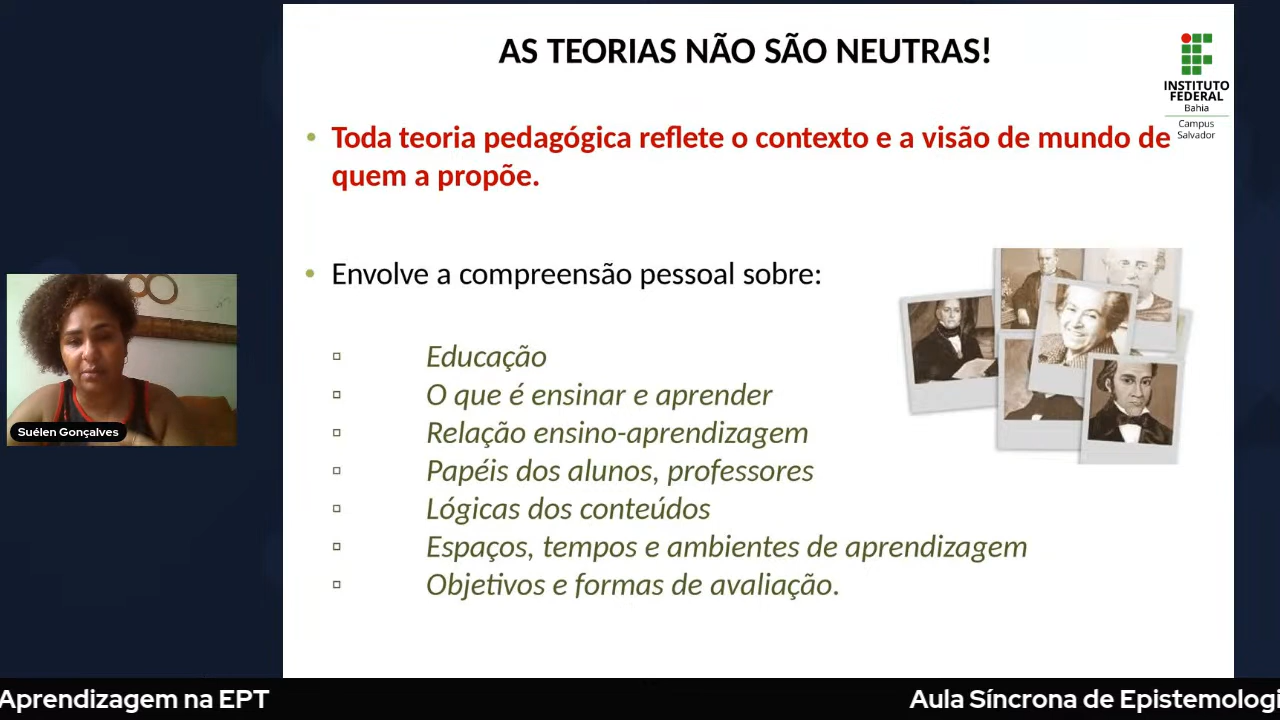 AS TEORIAS NÃO SÃO NEUTRAS!
INSTITUTO
FEDERAL
Bahia
Campus
Salvador
• Toda teoria pedagógica reflete o contexto e a visão de mundo de
quem a propõe.
• Envolve a compreensão pessoal sobre:
Educação
O que é ensinar e aprender
Relação ensino-aprendizagem
Papéis dos alunos, professores
Lógicas dos conteúdos
Espaços, tempos e ambientes de aprendizagem
Objetivos e formas de avaliação.
Suélen Gonçalves
Aprendizagem na EPT
Aula Síncrona de Epistemologi